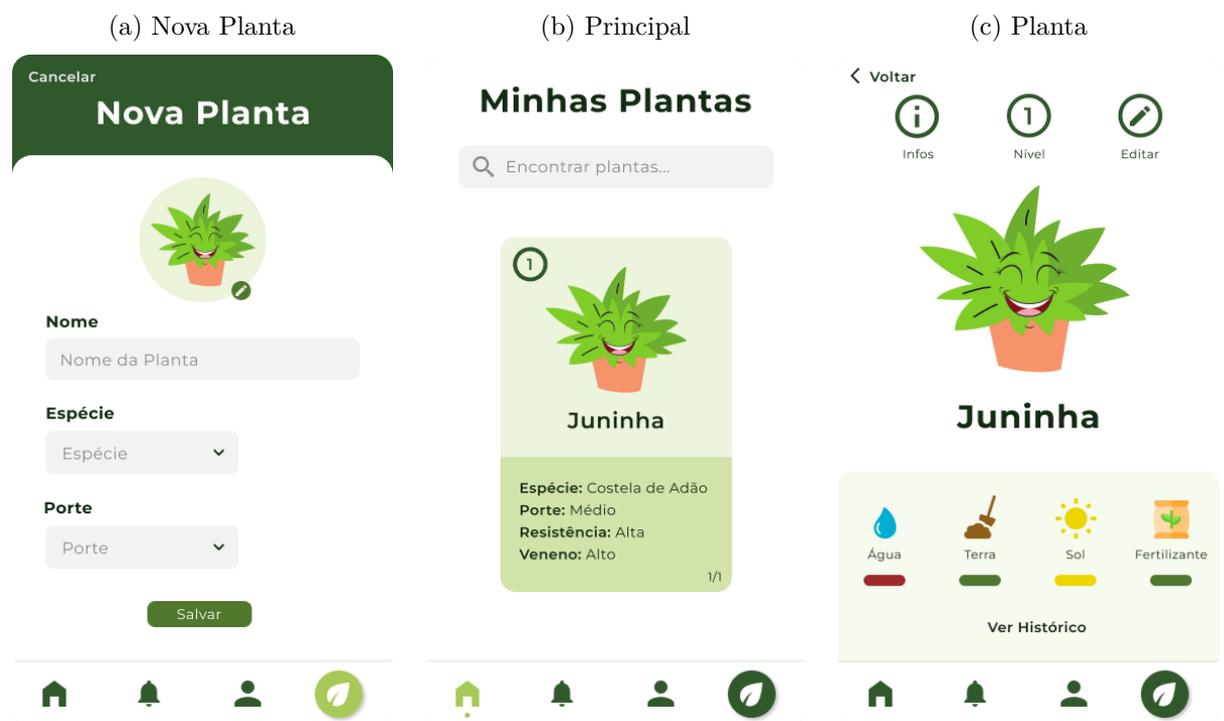 (a) Nova Planta
Cancelar
Nova Planta
Nome
Nome da Planta
Espécie
Espécie
Porte
Porte
Salvar
(b) Principal
Minhas Plantas
Encontrar plantas...
1
Juninha
Espécie: Costela de Adão
Porte: Médio
Resistência: Alta
Veneno: Alto
1/1
(c) Planta
Voltar
1
Infos Nível Editar
Juninha
Água Terra Sol Fertilizante
Ver Histórico